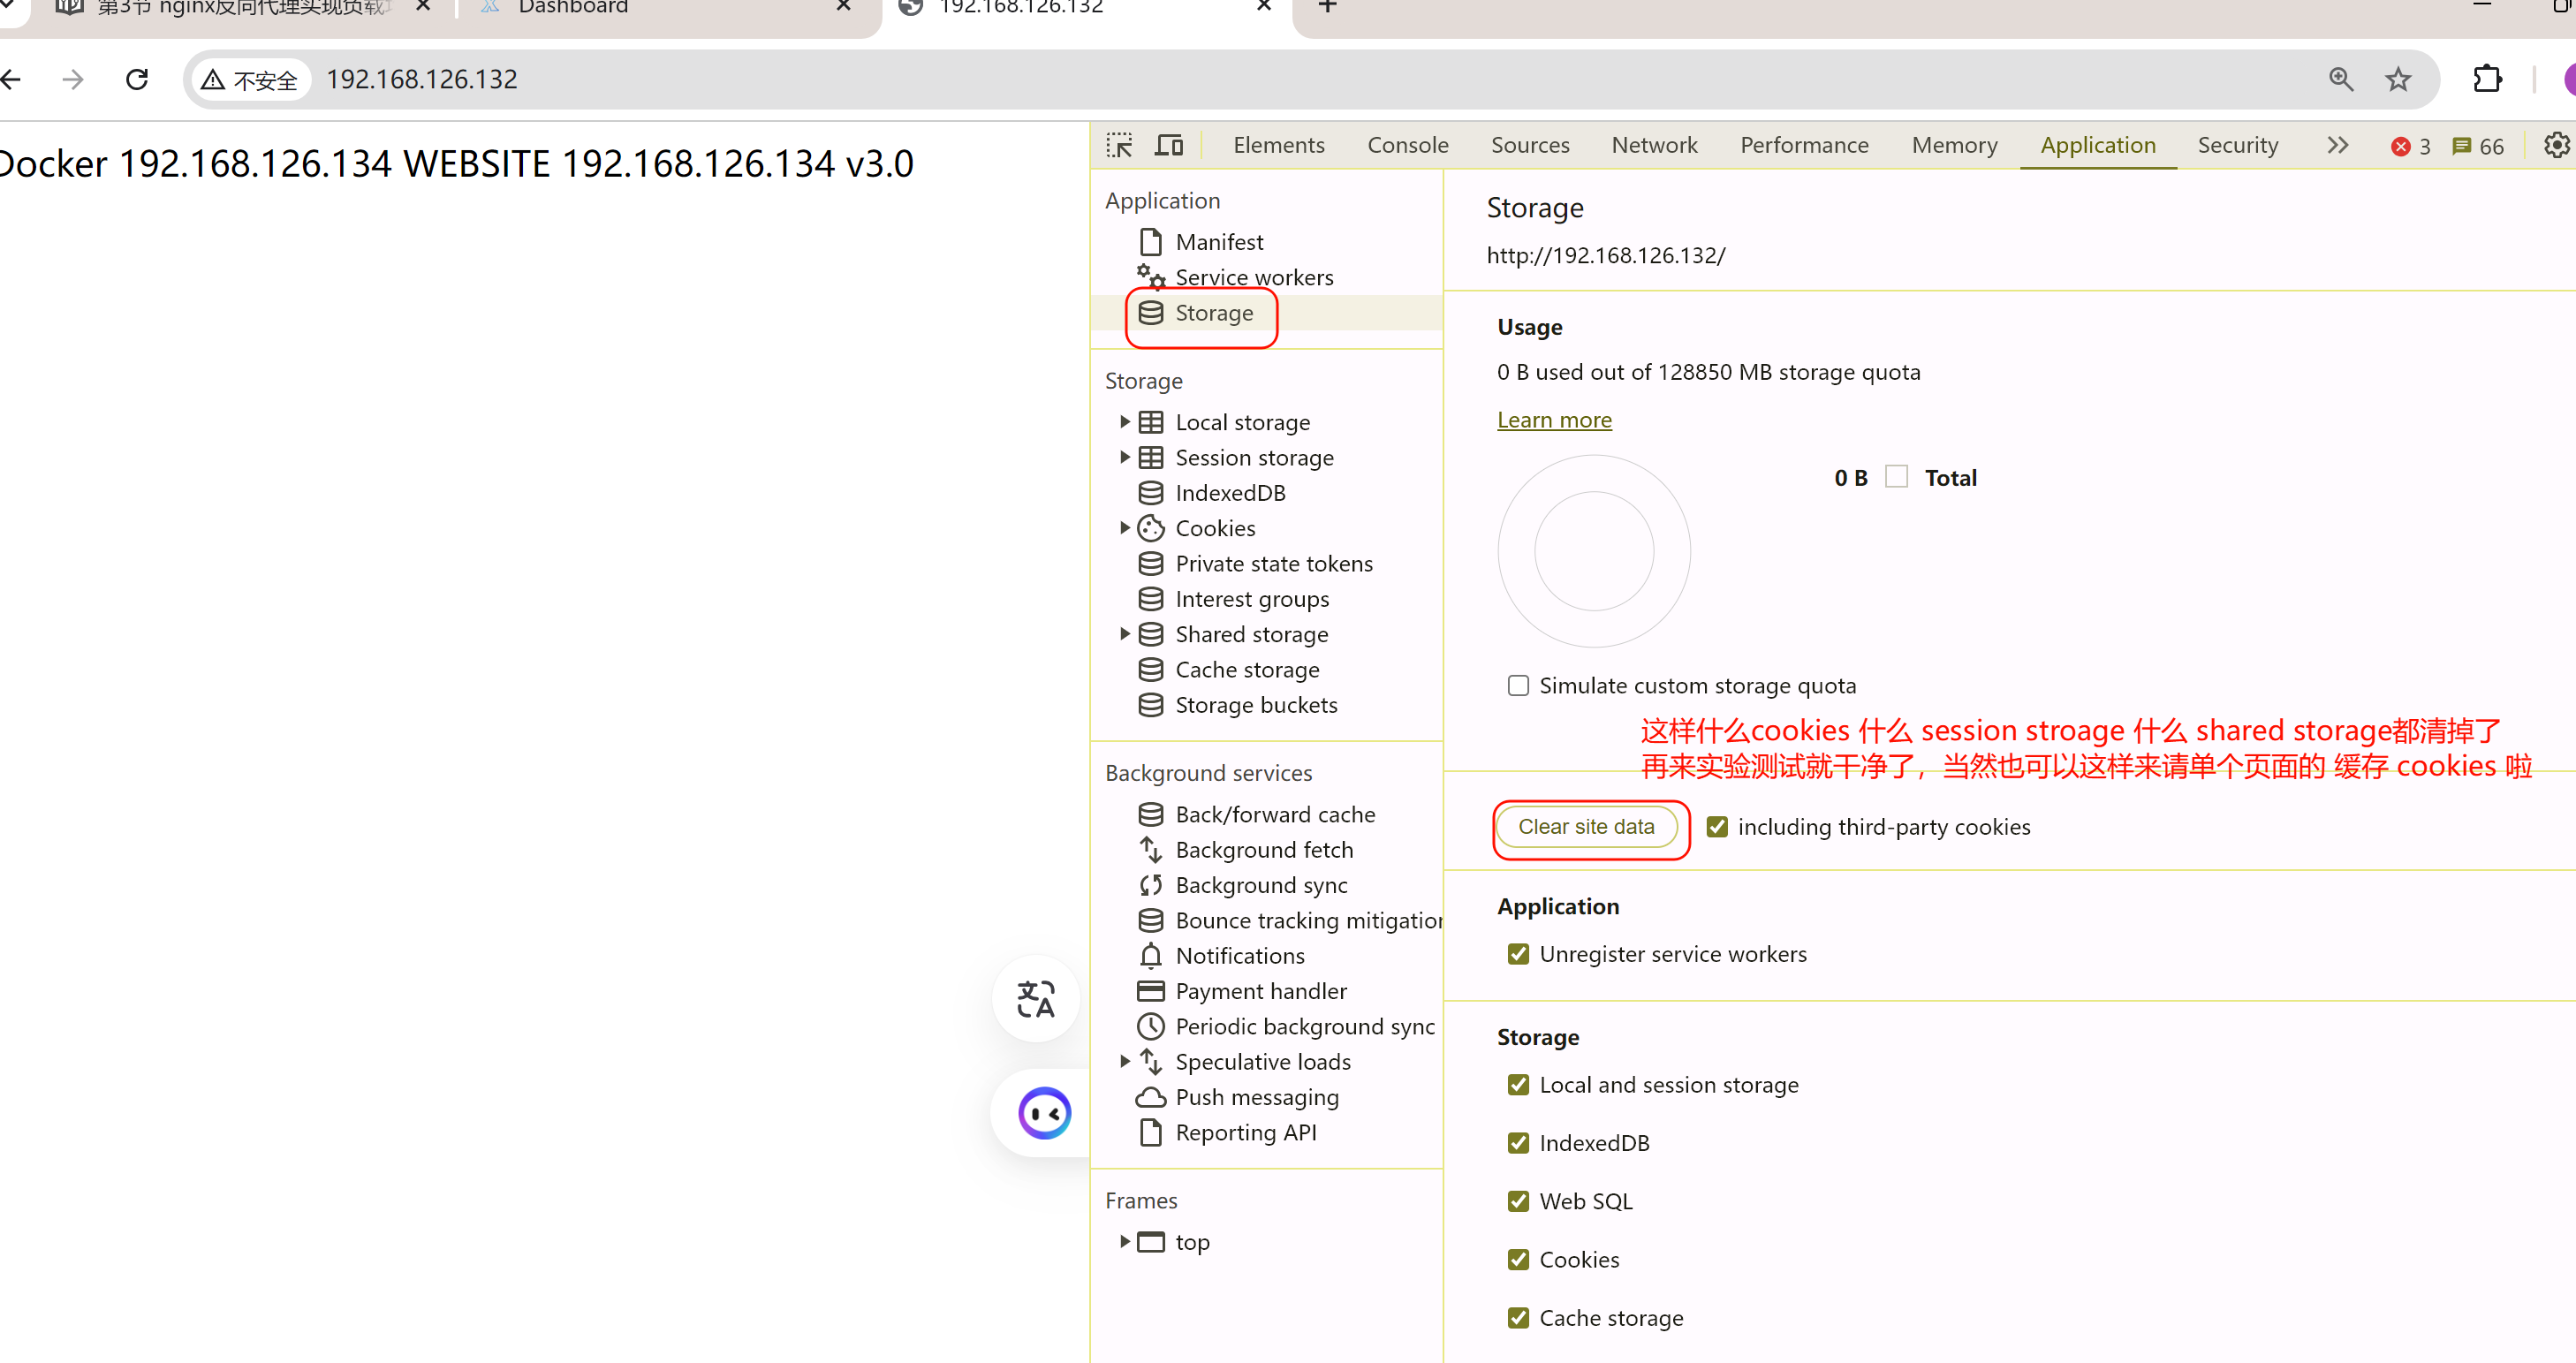 第3节 nginx反向代理实现负载
Dashboard
192.168.126.132
不安全
192.168.126.132
Docker 192.168.126.134 WEBSITE 192.168.126.134 v3.0
Elements
Console
Sources
Network
Performance
Memory
Application
Security
3
66
Application
Manifest
Service workers
Storage
Storage
Local storage
Session storage
IndexedDB
Cookies
Private state tokens
Interest groups
Shared storage
Cache storage
Storage buckets
Background services
Back/forward cache
Background fetch
Background sync
Bounce tracking mitigation
Notifications
Payment handler
Periodic background sync
Speculative loads
Push messaging
Reporting API
Frames
top
Storage
http://192.168.126.132/
Usage
0 B used out of 128850 MB storage quota
Learn more
0 B Total
Simulate custom storage quota
这样什么cookies 什么 session stroage 什么 shared storage都清掉了
再来实验测试就干净了，当然也可以这样来请单个页面的 缓存 cookies 啦
Clear site data
including third-party cookies
Application
Unregister service workers
Storage
Local and session storage
IndexedDB
Web SQL
Cookies
Cache storage